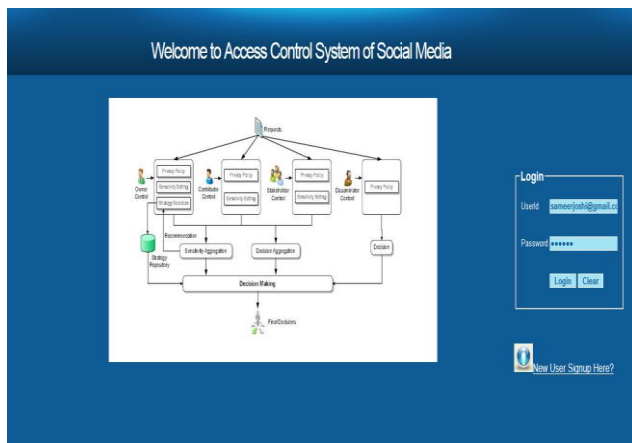 Welcome to Access Control System of Social Media
Requests
Owner
Control
Privacy Policy
Sensitivity Setting
Strategy Selection
Contributor
Control
Privacy Policy
Sensitivity Setting
Stakeholder
Control
Privacy Policy
Sensitivity Setting
Disseminator
Control
Privacy Policy
Recommendation
Strategy
Repository
Sensitivity Aggregation
Decision Aggregation
Decision
Decision Making
Final Decisions
Login
UserId
sameerjoshi@gmail.co
Password
••••••
Login
Clear
New User Signup Here?